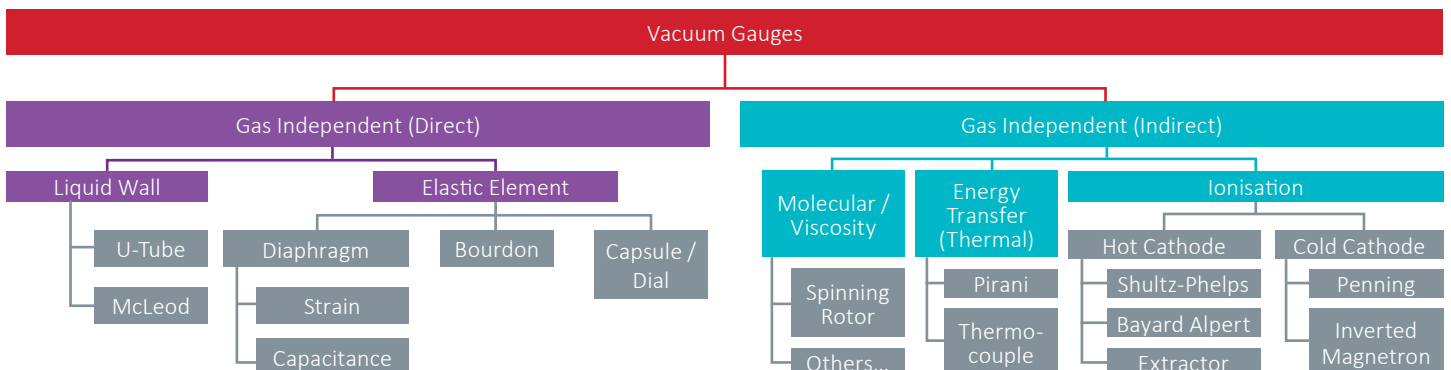 Vacuum Gauges
Gas Independent (Direct)
Gas Independent (Indirect)
Liquid Wall
Elastic Element
Molecular /
Viscosity
Energy
Transfer
(Thermal)
Ionisation
U-Tube
McLeod
Diaphragm
Strain
Capacitance
Bourdon
Capsule /
Dial
Spinning
Rotor
Others...
Pirani
Thermo-
couple
Hot Cathode
Shultz-Phelps
Bayard Alpert
Extractor
Cold Cathode
Penning
Inverted
Magnetron